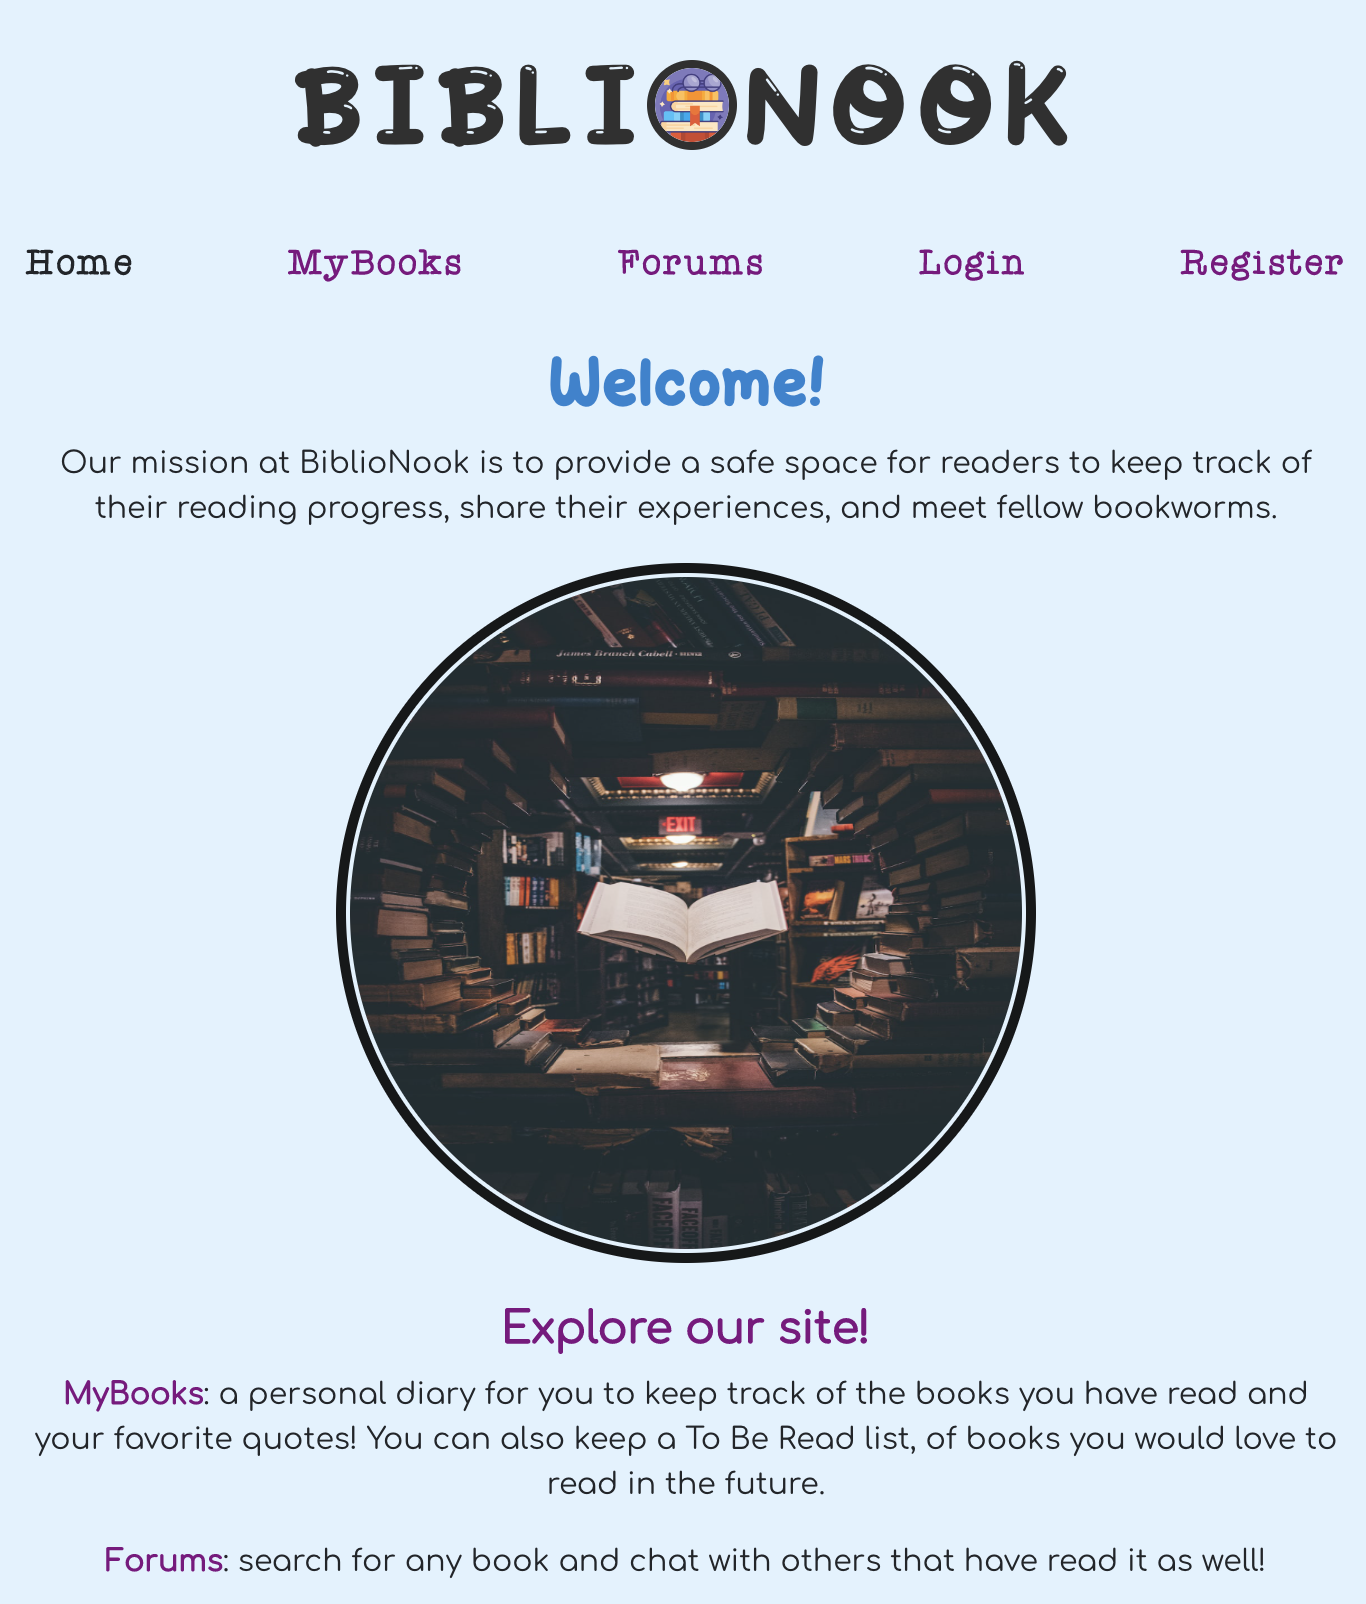 BIBLIONOOK
Home MyBooks Forums Login Register
Welcome!
Our mission at BiblioNook is to provide a safe space for readers to keep track of
their reading progress, share their experiences, and meet fellow bookworms.
James Branch Cabell
EXIT
Explore our site!
MyBooks: a personal diary for you to keep track of the books you have read and
your favorite quotes! You can also keep a To Be Read list, of books you would love to
read in the future.
Forums: search for any book and chat with others that have read it as well!